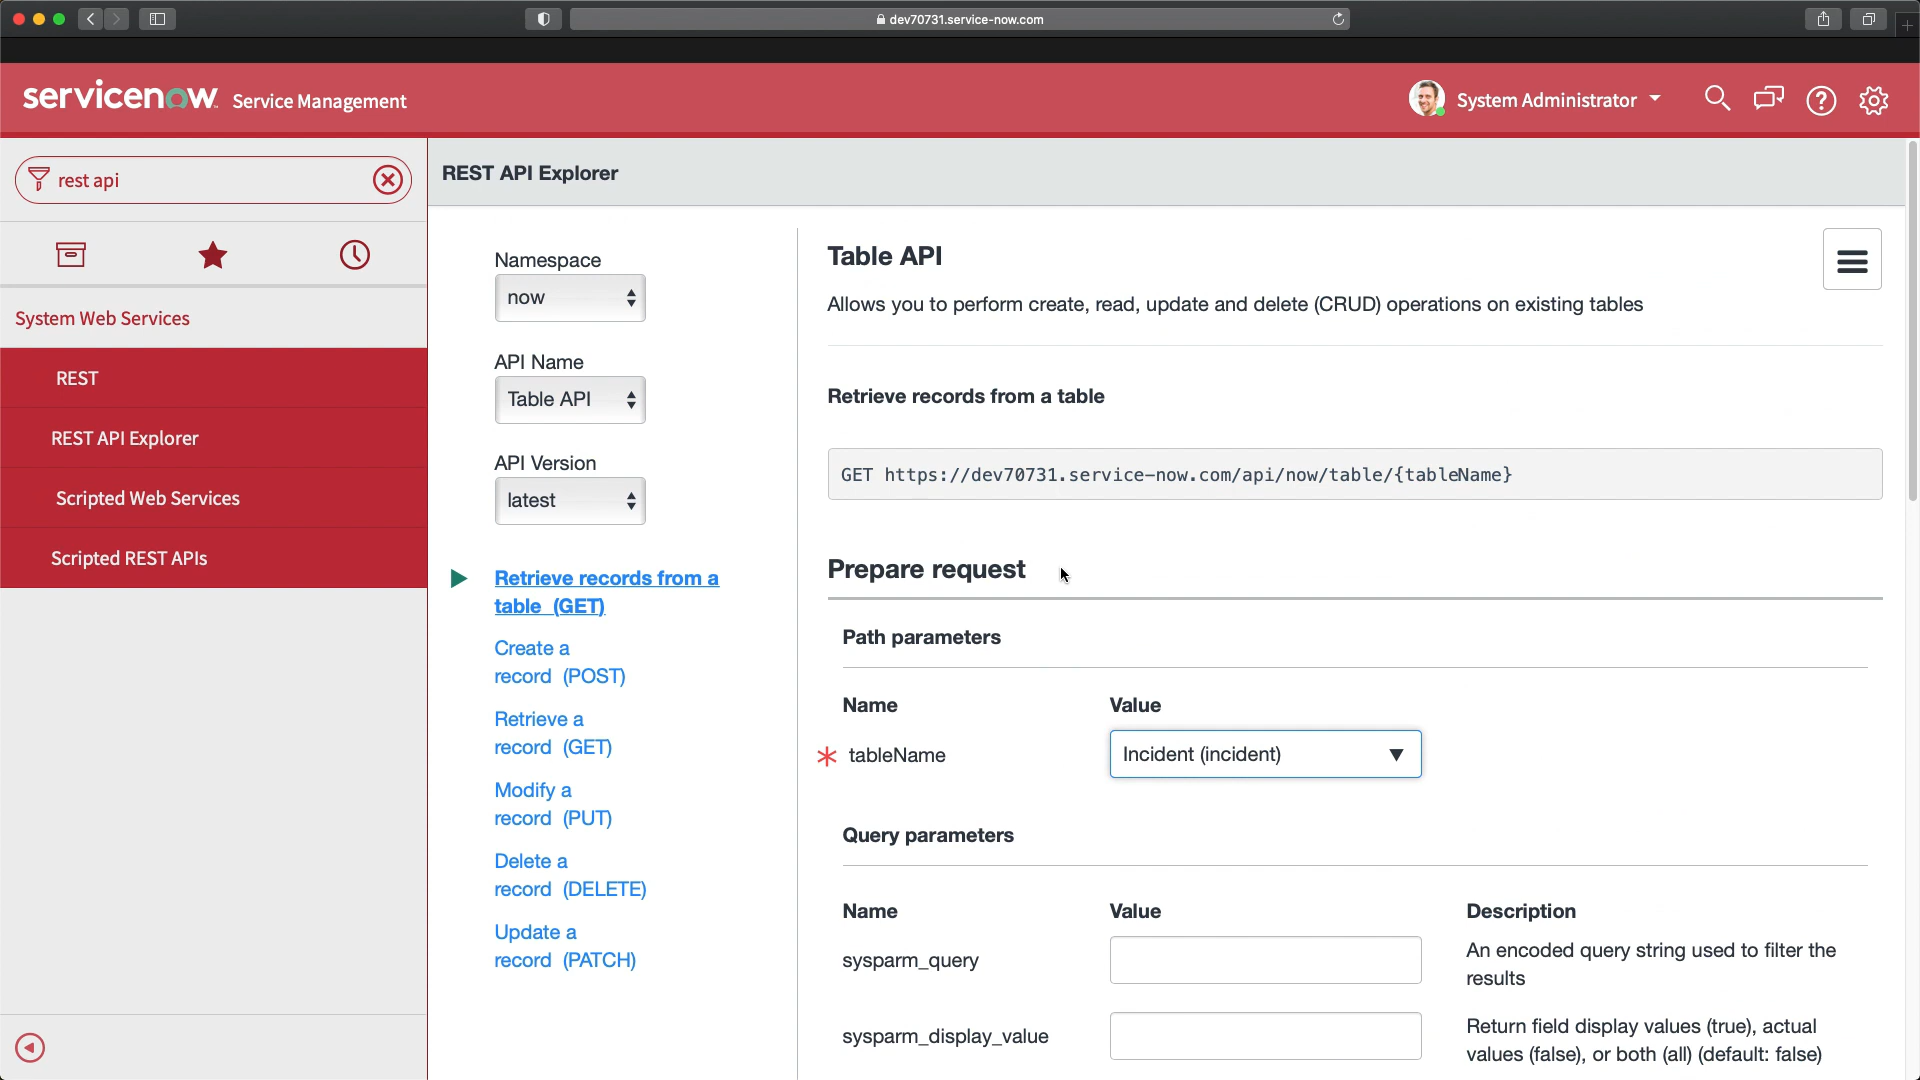 dev70731.service-now.com
servicenow Service Management
System Administrator
rest api
System Web Services
REST
REST API Explorer
Scripted Web Services
Scripted REST APIs
REST API Explorer
Namespace
now
API Name
Table API
API Version
latest
Retrieve records from a
table (GET)
Create a
record (POST)
Retrieve a
record (GET)
Modify a
record (PUT)
Delete a
record (DELETE)
Update a
record (PATCH)
Table API
Allows you to perform create, read, update and delete (CRUD) operations on existing tables
Retrieve records from a table
GET https://dev70731.service-now.com/api/now/table/{tableName}
Prepare request
Path parameters
Name Value
tableName Incident (incident)
Query parameters
Name Value Description
sysparm_query An encoded query string used to filter the
results
sysparm_display_value Return field display values (true), actual
values (false), or both (all) (default: false)